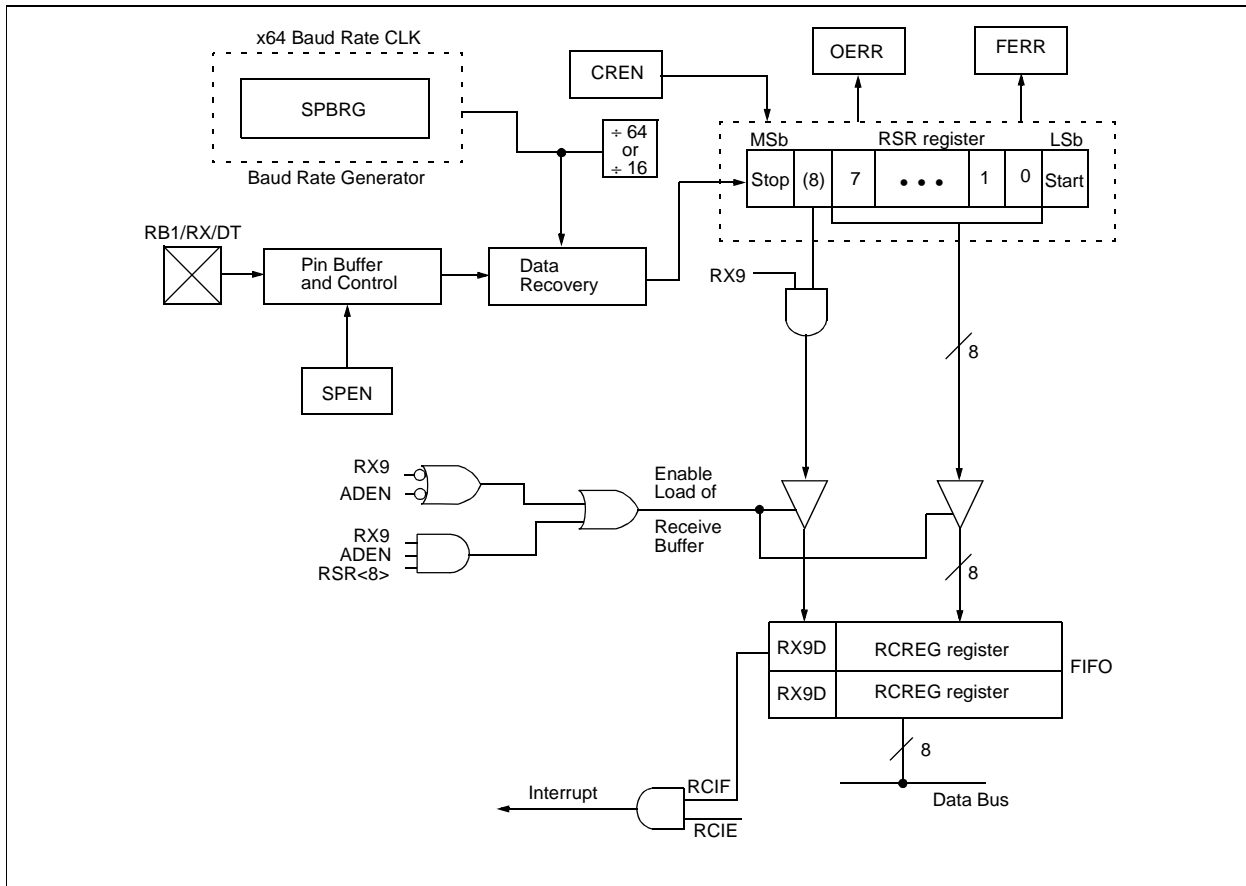 x64 Baud Rate CLK
SPBRG
Baud Rate Generator
CREN
OERR
FERR
÷ 64
or
÷ 16
MSb
RSR register
LSb
Stop
(8)
7
• • •
1
0
Start
RB1/RX/DT
Pin Buffer
and Control
Data
Recovery
RX9
SPEN
8
RX9
ADEN
Enable
Load of
Receive
Buffer
RX9
ADEN
RSR<8>
8
RX9D
RCREG register
RX9D
RCREG register
FIFO
8
Data Bus
Interrupt
RCIF
RCIE